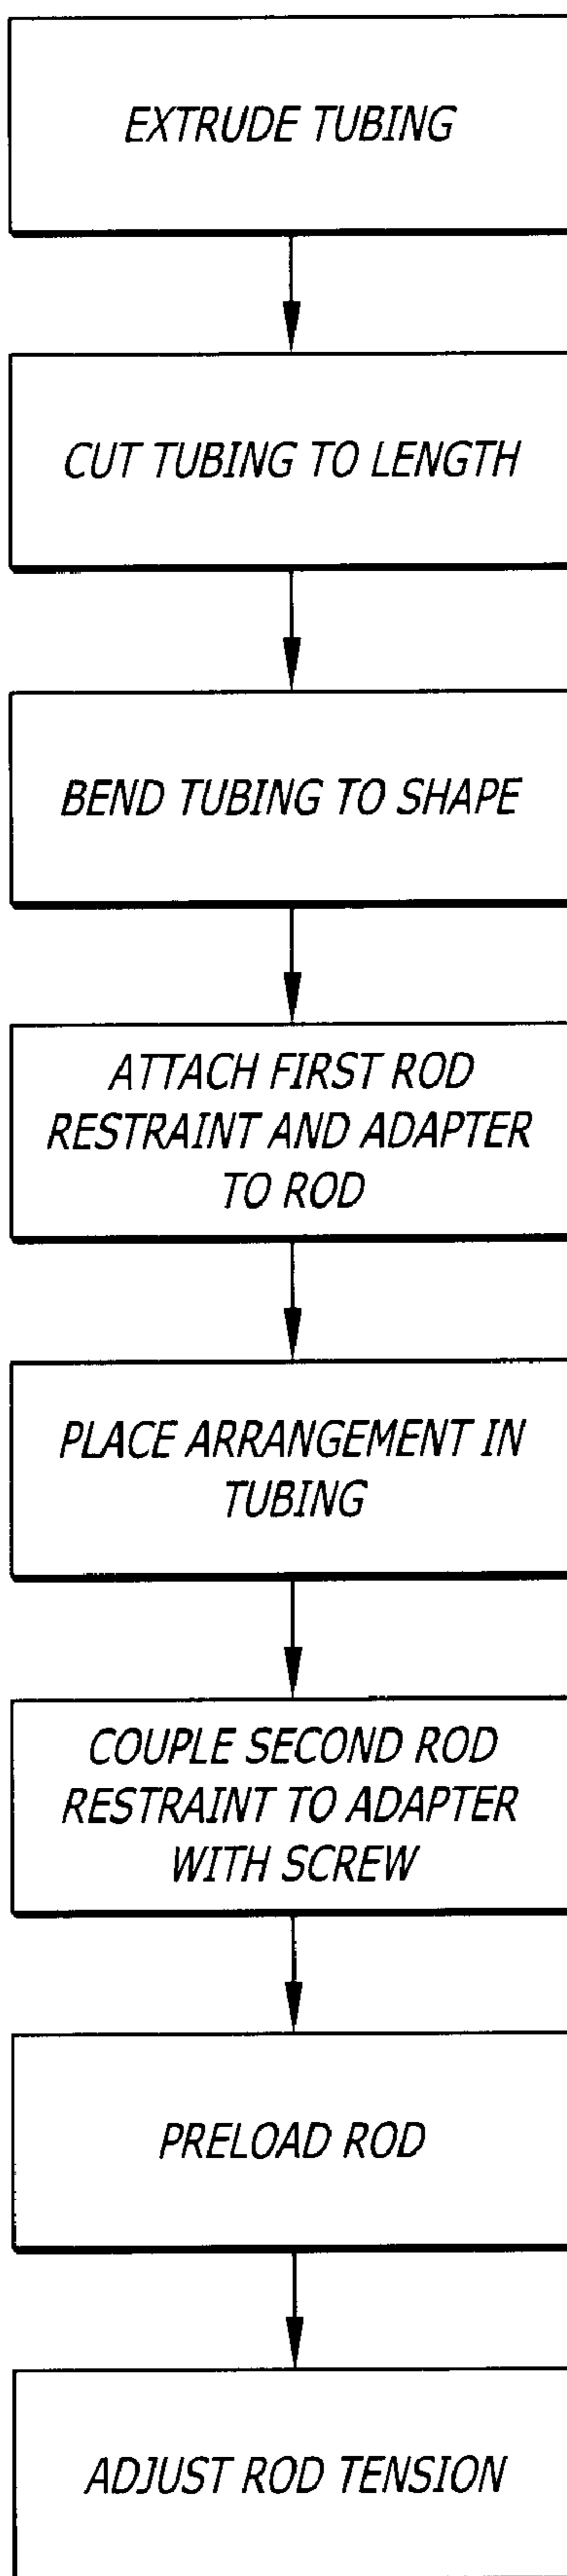 EXTRUDE TUBING
CUT TUBING TO LENGTH
BEND TUBING TO SHAPE
ATTACH FIRST ROD
RESTRAINT AND ADAPTER
TO ROD
PLACE ARRANGEMENT IN
TUBING
COUPLE SECOND ROD
RESTRAINT TO ADAPTER
WITH SCREW
PRELOAD ROD
ADJUST ROD TENSION